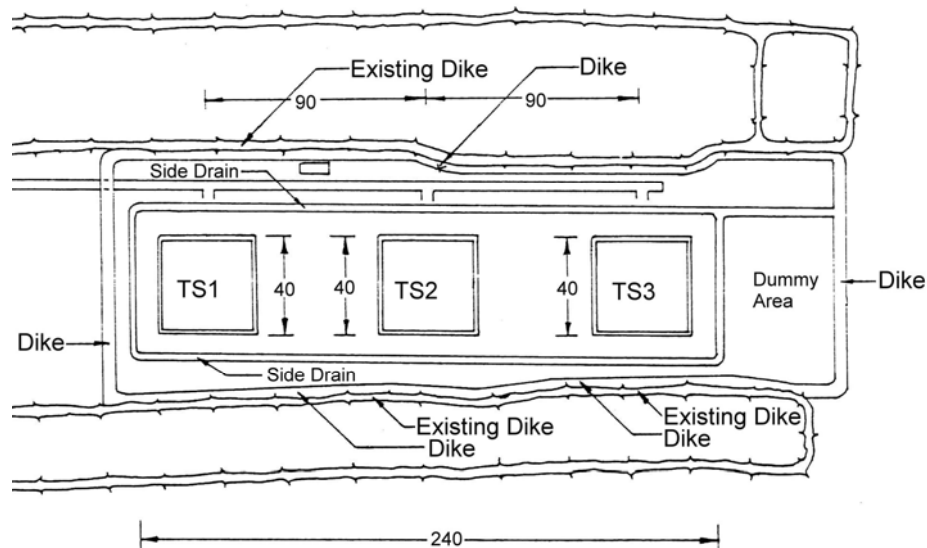 Existing Dike
Dike
90
90
Side Drain
TS1
40
40
TS2
40
TS3
Dummy
Area
Dike
Dike
Side Drain
Existing Dike
Dike
Existing Dike
Dike
240